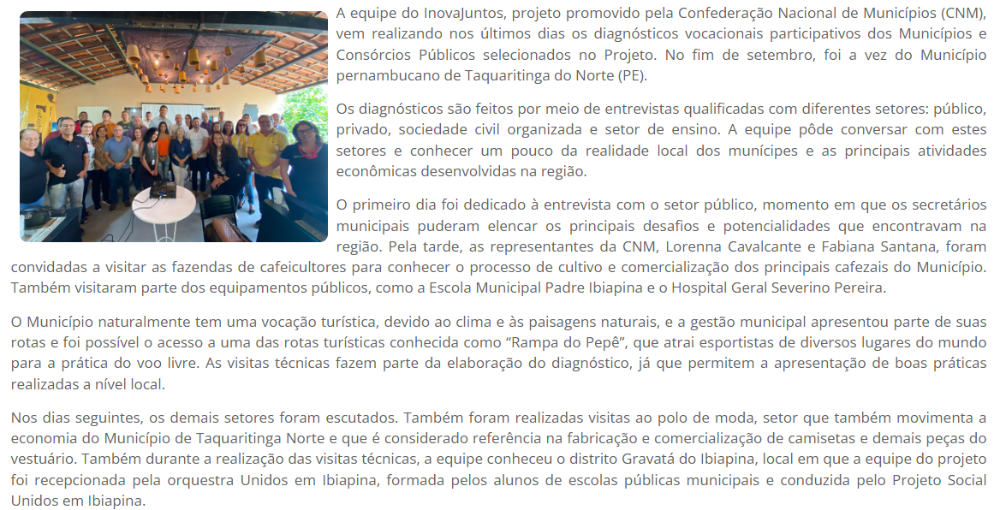 A equipe do InovaJuntos, projeto promovido pela Confederação Nacional de Municípios (CNM),
vem realizando nos últimos dias os diagnósticos vocacionais participativos dos Municípios e
Consórcios Públicos selecionados no Projeto. No fim de setembro, foi a vez do Município
pernambucano de Taquaritinga do Norte (PE).
Os diagnósticos são feitos por meio de entrevistas qualificadas com diferentes setores: público,
privado, sociedade civil organizada e setor de ensino. A equipe pôde conversar com estes
setores e conhecer um pouco da realidade local dos munícipes e as principais atividades
econômicas desenvolvidas na região.
O primeiro dia foi dedicado à entrevista com o setor público, momento em que os secretários
municipais puderam elencar os principais desafios e potencialidades que encontravam na
região. Pela tarde, as representantes da CNM, Lorenna Cavalcante e Fabiana Santana, foram
convidadas a visitar as fazendas de cafeicultores para conhecer o processo de cultivo e comercialização dos principais cafezais do Município.
Também visitaram parte dos equipamentos públicos, como a Escola Municipal Padre Ibiapina e o Hospital Geral Severino Pereira.
O Município naturalmente tem uma vocação turística, devido ao clima e às paisagens naturais, e a gestão municipal apresentou parte de suas
rotas e foi possível o acesso a uma das rotas turísticas conhecida como “Rampa do Pepê”, que atrai esportistas de diversos lugares do mundo
para a prática do voo livre. As visitas técnicas fazem parte da elaboração do diagnóstico, já que permitem a apresentação de boas práticas
realizadas a nível local.
Nos dias seguintes, os demais setores foram escutados. Também foram realizadas visitas ao polo de moda, setor que também movimenta a
economia do Município de Taquaritinga Norte e que é considerado referência na fabricação e comercialização de camisetas e demais peças do
vestuário. Também durante a realização das visitas técnicas, a equipe conheceu o distrito Gravatá do Ibiapina, local em que a equipe do projeto
foi recepcionada pela orquestra Unidos em Ibiapina, formada pelos alunos de escolas públicas municipais e conduzida pelo Projeto Social
Unidos em Ibiapina.